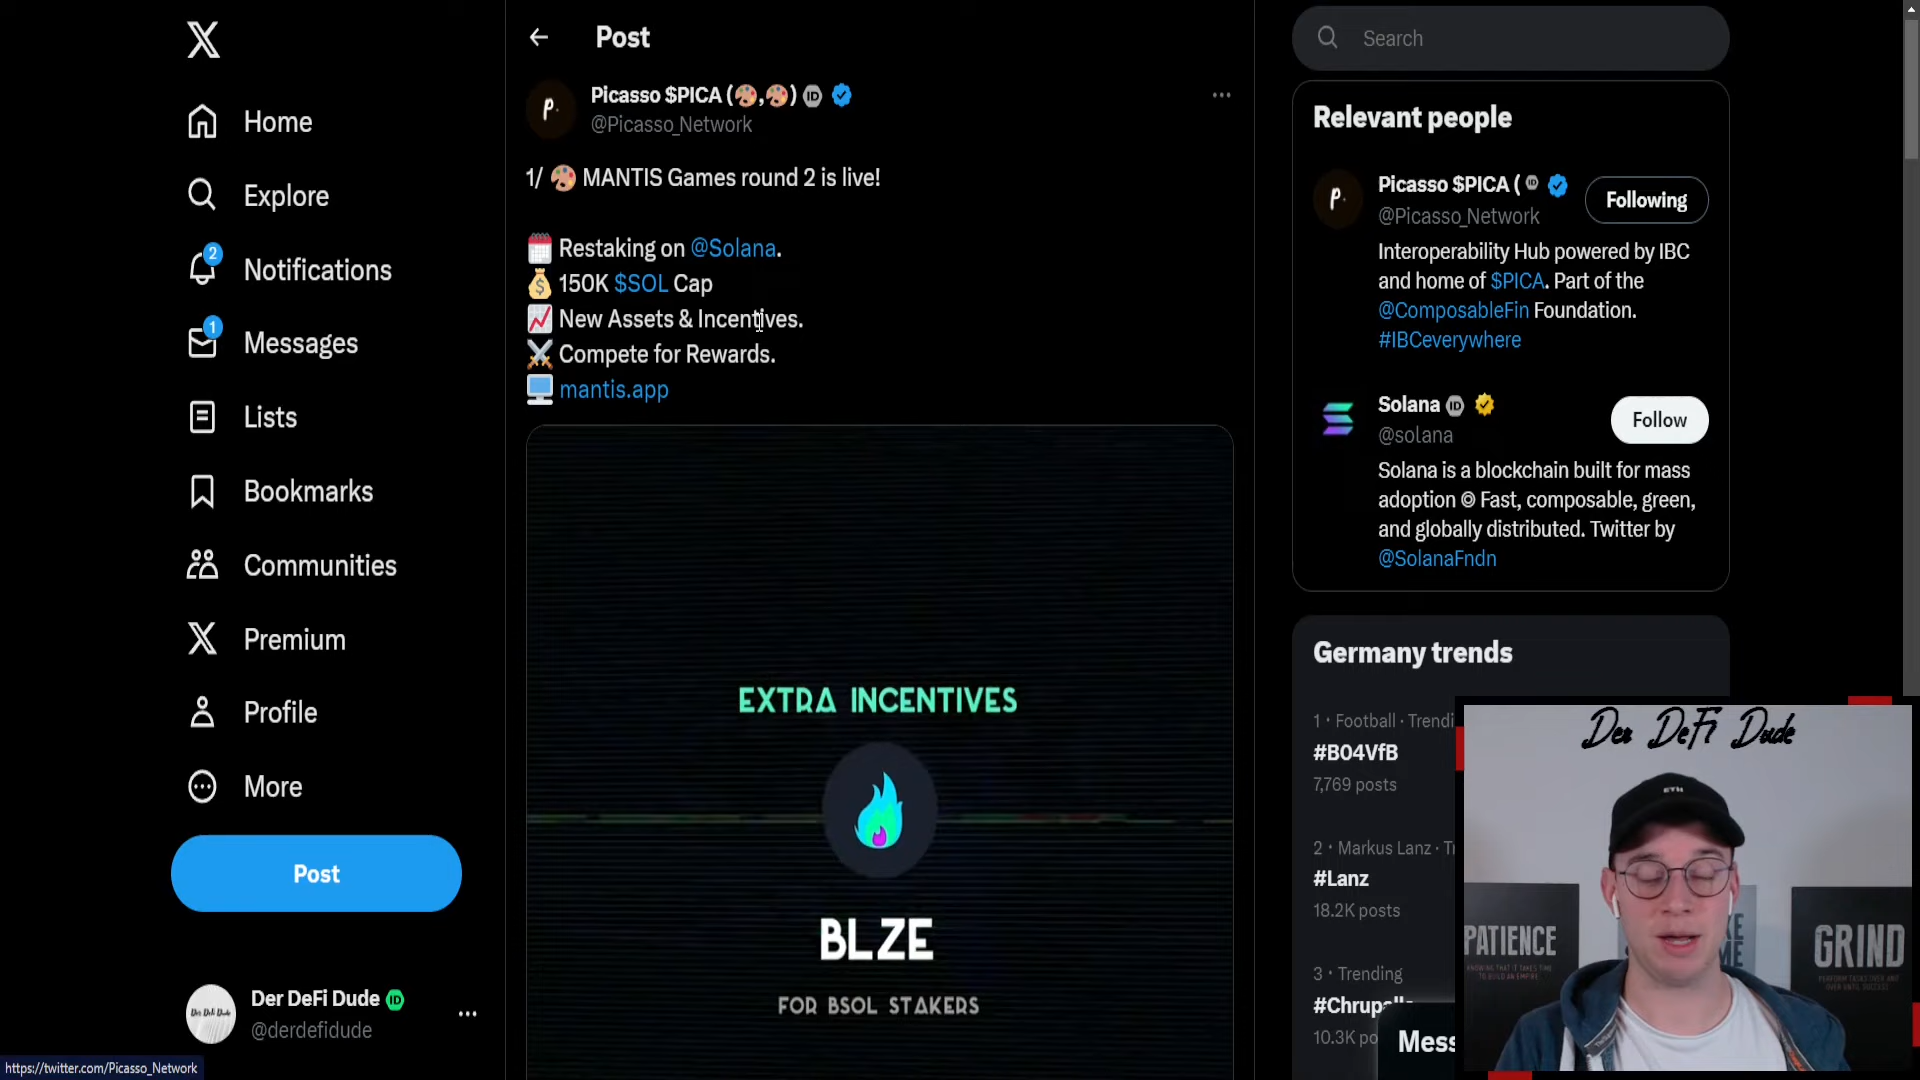 Home
Explore
2
Notifications
1
Messages
Lists
Bookmarks
Communities
Premium
Profile
More
Post
Der DeFi Dude
@derdefidude
https://twitter.com/Picasso_Network
Post
Picasso $PICA (🎨,🎨)
@Picasso_Network
1/ 🎨 MANTIS Games round 2 is live!
🗓️ Restaking on @Solana.
💰 150K $SOL Cap
📈 New Assets & Incentives.
⚔️ Compete for Rewards.
🖥️ mantis.app
EXTRA INCENTIVES
BLZE
FOR BSOL STAKERS
Search
Relevant people
Picasso $PICA (
@Picasso_Network
Following
Interoperability Hub powered by IBC
and home of $PICA. Part of the
@ComposableFin Foundation.
#IBCeverywhere
Solana
@solana
Follow
Solana is a blockchain built for mass
adoption © Fast, composable, green,
and globally distributed. Twitter by
@SolanaFndn
Germany trends
1 · Football · Trendi
#B04VfB
7,769 posts
2 · Markus Lanz · T
#Lanz
18.2K posts
3 · Trending
10.3K po
Mess
Der DeFi Dude
ETH
PATIENCE
GRIND